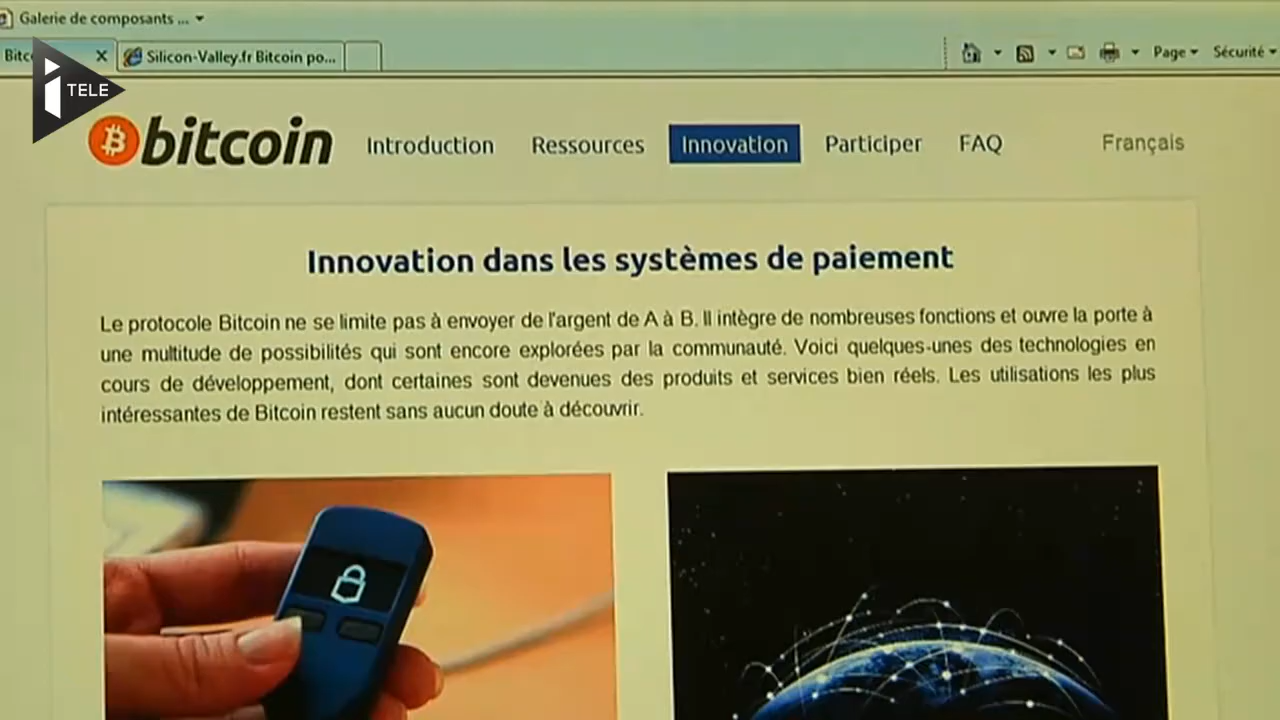 Galerie de composants ...
Silicon-Valley.fr Bitcoin po...
Page
Sécurité
TELE
bitcoin
Introduction
Ressources
Innovation
Participer
FAQ
Français
Innovation dans les systèmes de paiement
Le protocole Bitcoin ne se limite pas à envoyer de l'argent de A à B. Il intègre de nombreuses fonctions et ouvre la porte à
une multitude de possibilités qui sont encore explorées par la communauté. Voici quelques-unes des technologies en
cours de développement, dont certaines sont devenues des produits et services bien réels. Les utilisations les plus
intéressantes de Bitcoin restent sans aucun doute à découvrir.